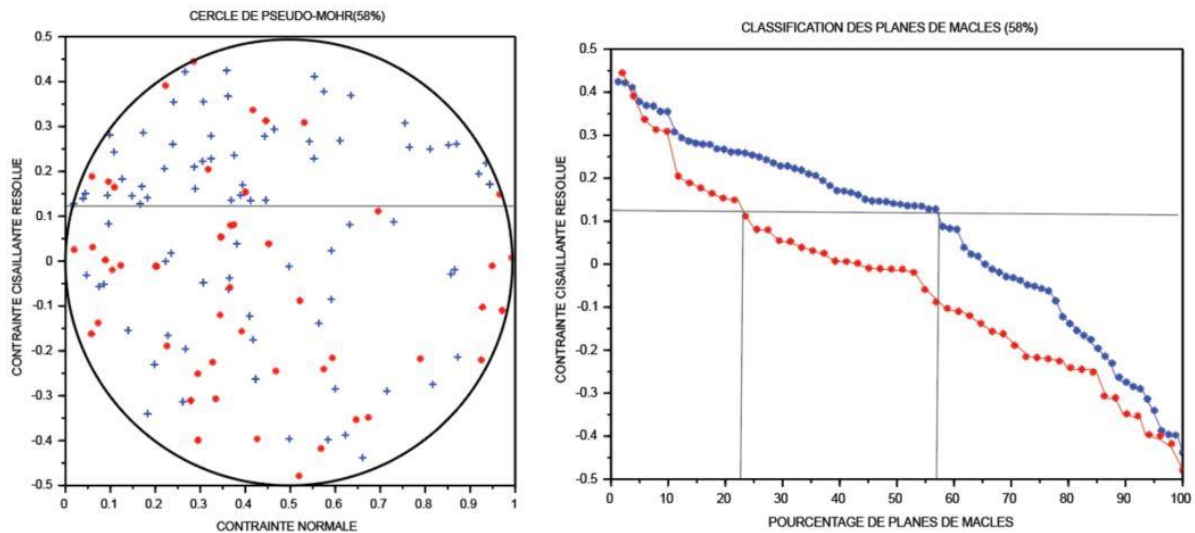 CERCLE DE PSEUDO-MOHR(58%)
CONTRAINTE CISAILLANTE RESOLUE
0.5
0.4
0.3
0.2
0.1
0
-0.1
-0.2
-0.3
-0.4
-0.5
0 0.1 0.2 0.3 0.4 0.5 0.6 0.7 0.8 0.9 1
CONTRAINTE NORMALE
CLASSIFICATION DES PLANES DE MACLES (58%)
CONTRAINTE CISAILLANTE RESOLUE
0.5
0.4
0.3
0.2
0.1
0
-0.1
-0.2
-0.3
-0.4
-0.5
0 10 20 30 40 50 60 70 80 90 100
POURCENTAGE DE PLANES DE MACLES